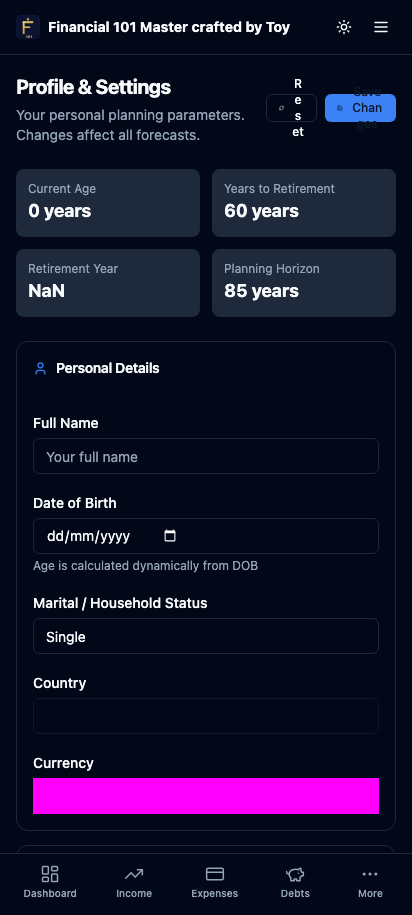 Financial 101 Master crafted by Toy
Profile & Settings
Your personal planning parameters.
Changes affect all forecasts.
R
e
s
et
Save
Chan
ges
Current Age
0 years
Years to Retirement
60 years
Retirement Year
NaN
Planning Horizon
85 years
Personal Details
Full Name
Your full name
Date of Birth
dd/mm/yyyy
Age is calculated dynamically from DOB
Marital / Household Status
Single
Country
Currency
Dashboard
Income
Expenses
Debts
More